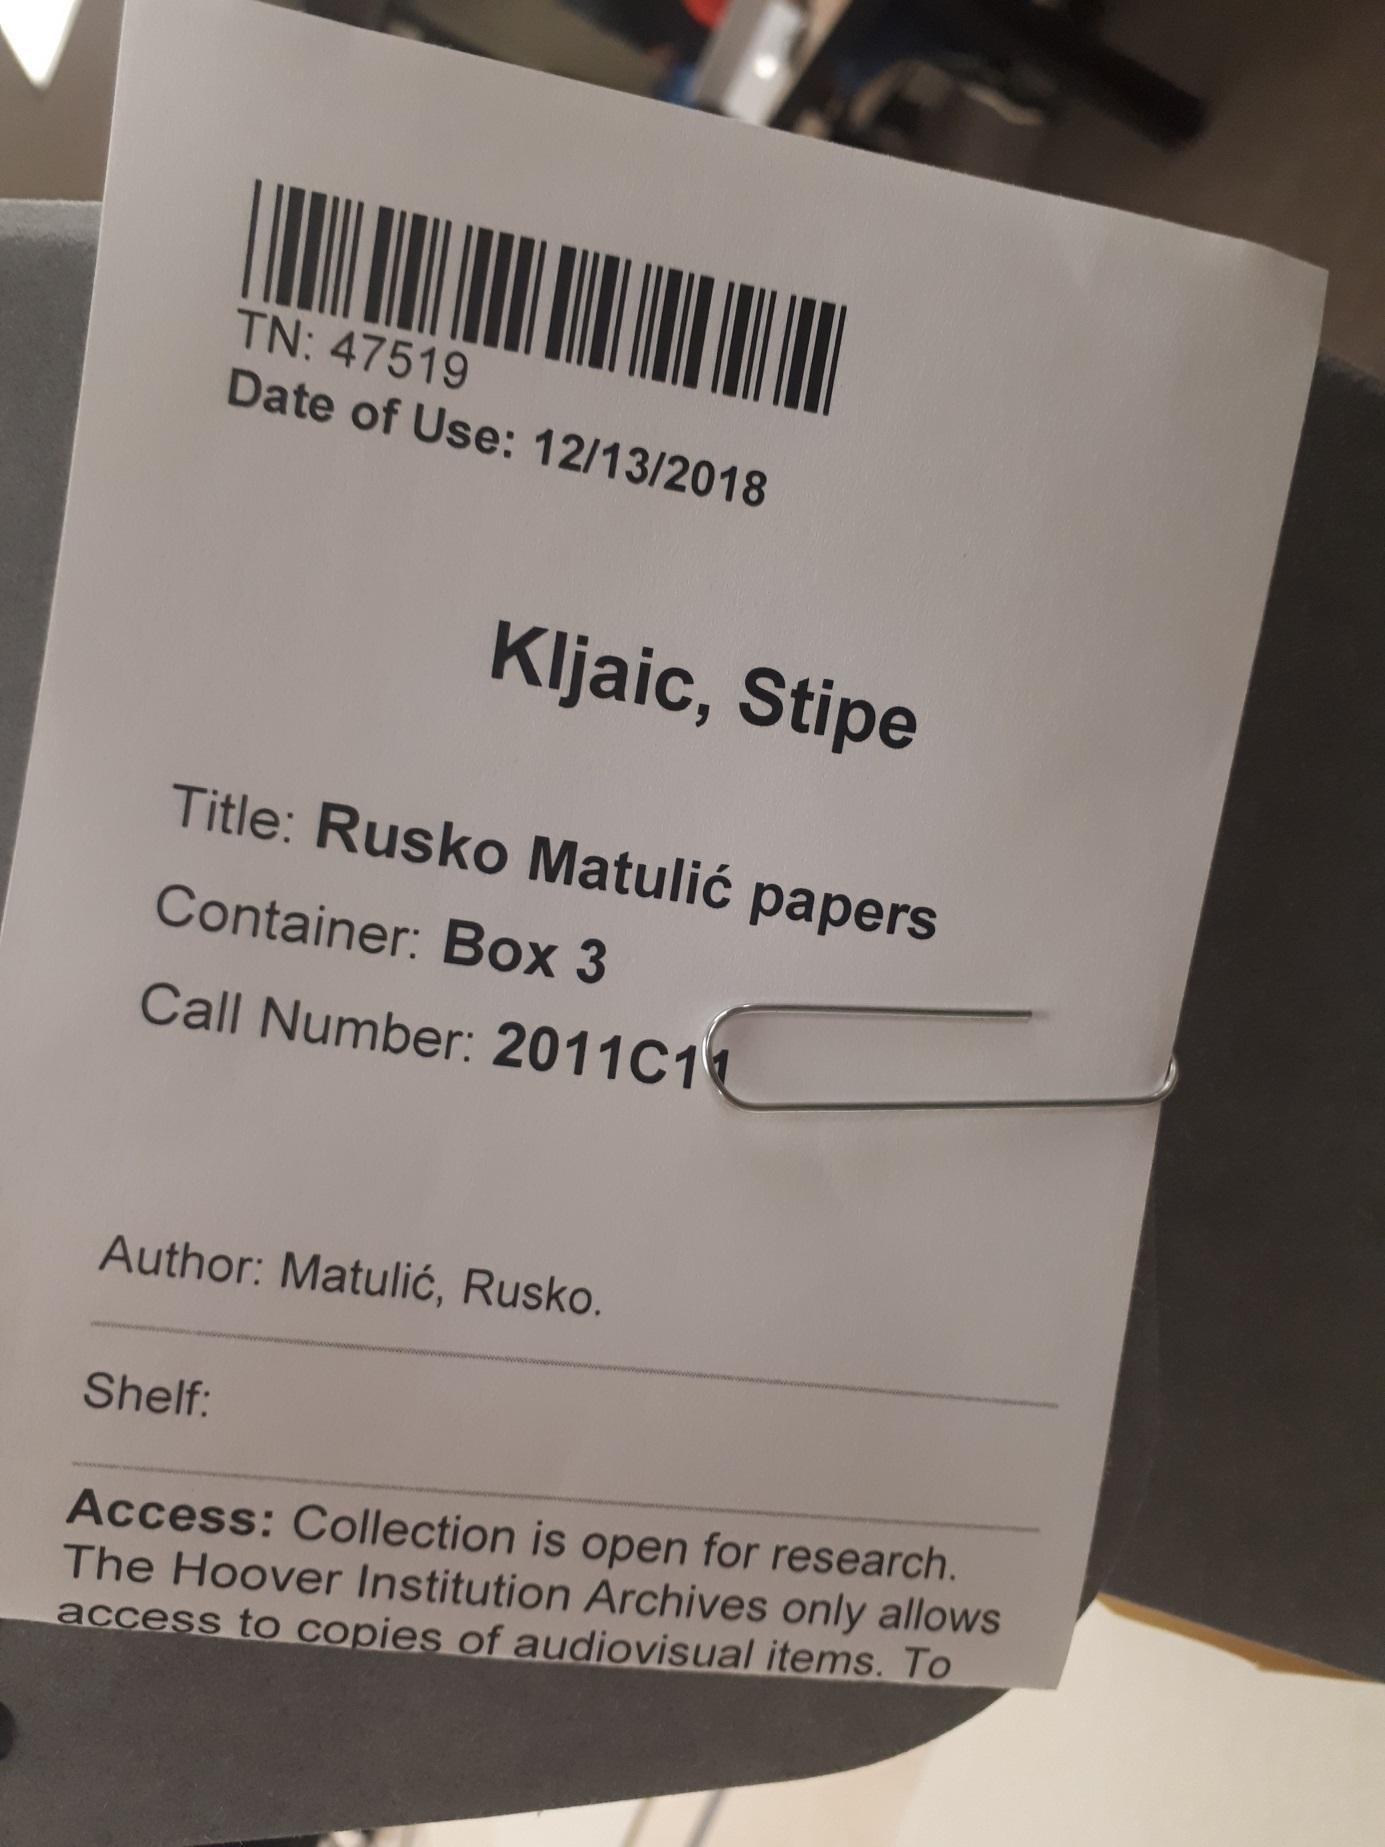 TN: 47519
Date of Use: 12/13/2018
Kljaic, Stipe
Title: Rusko Matulić papers
Container: Box 3
Call Number: 2011C11
Author: Matulić, Rusko.
Shelf:
Access: Collection is open for research.
The Hoover Institution Archives only allows
access to copies of audiovisual items. To